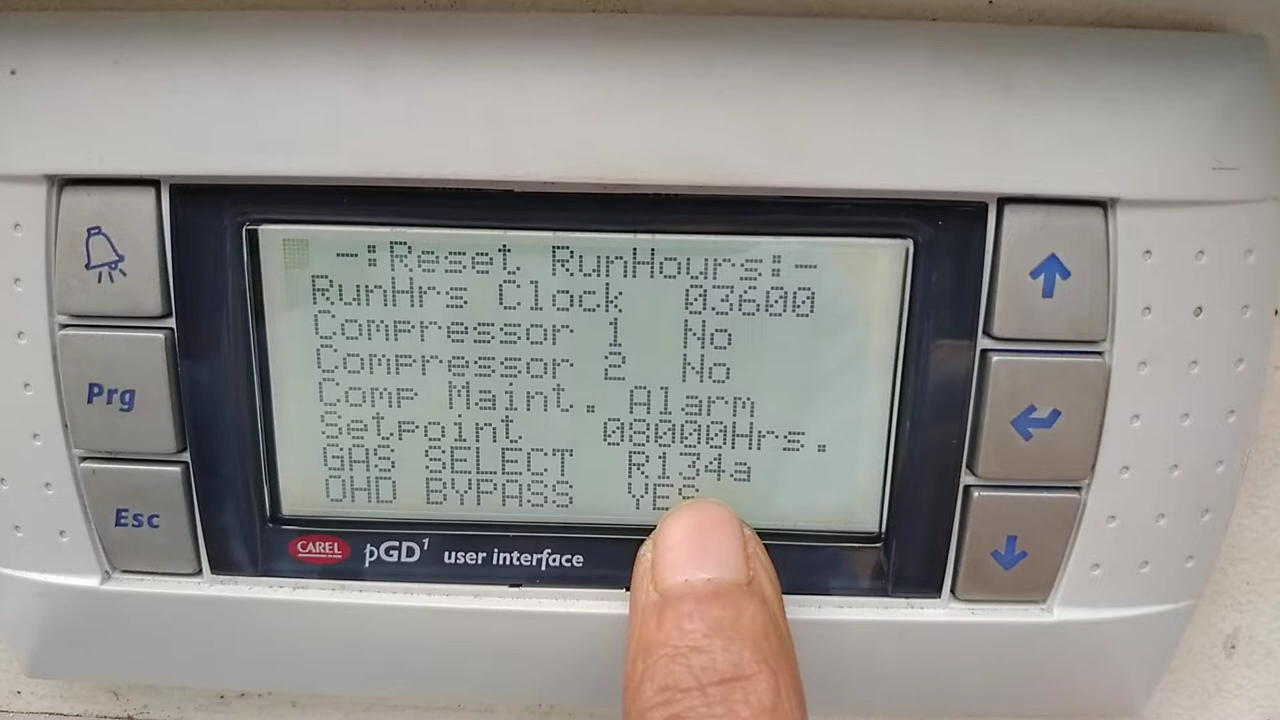 -:Reset RunHours:-
RunHrs Clock 03600
Compressor 1 No
Compressor 2 No
Comp Maint. Alarm
Setpoint 08000Hrs.
GAS SELECT R134a
OHD BYPASS YES
Prg
Esc
CAREL pGD1 user interface